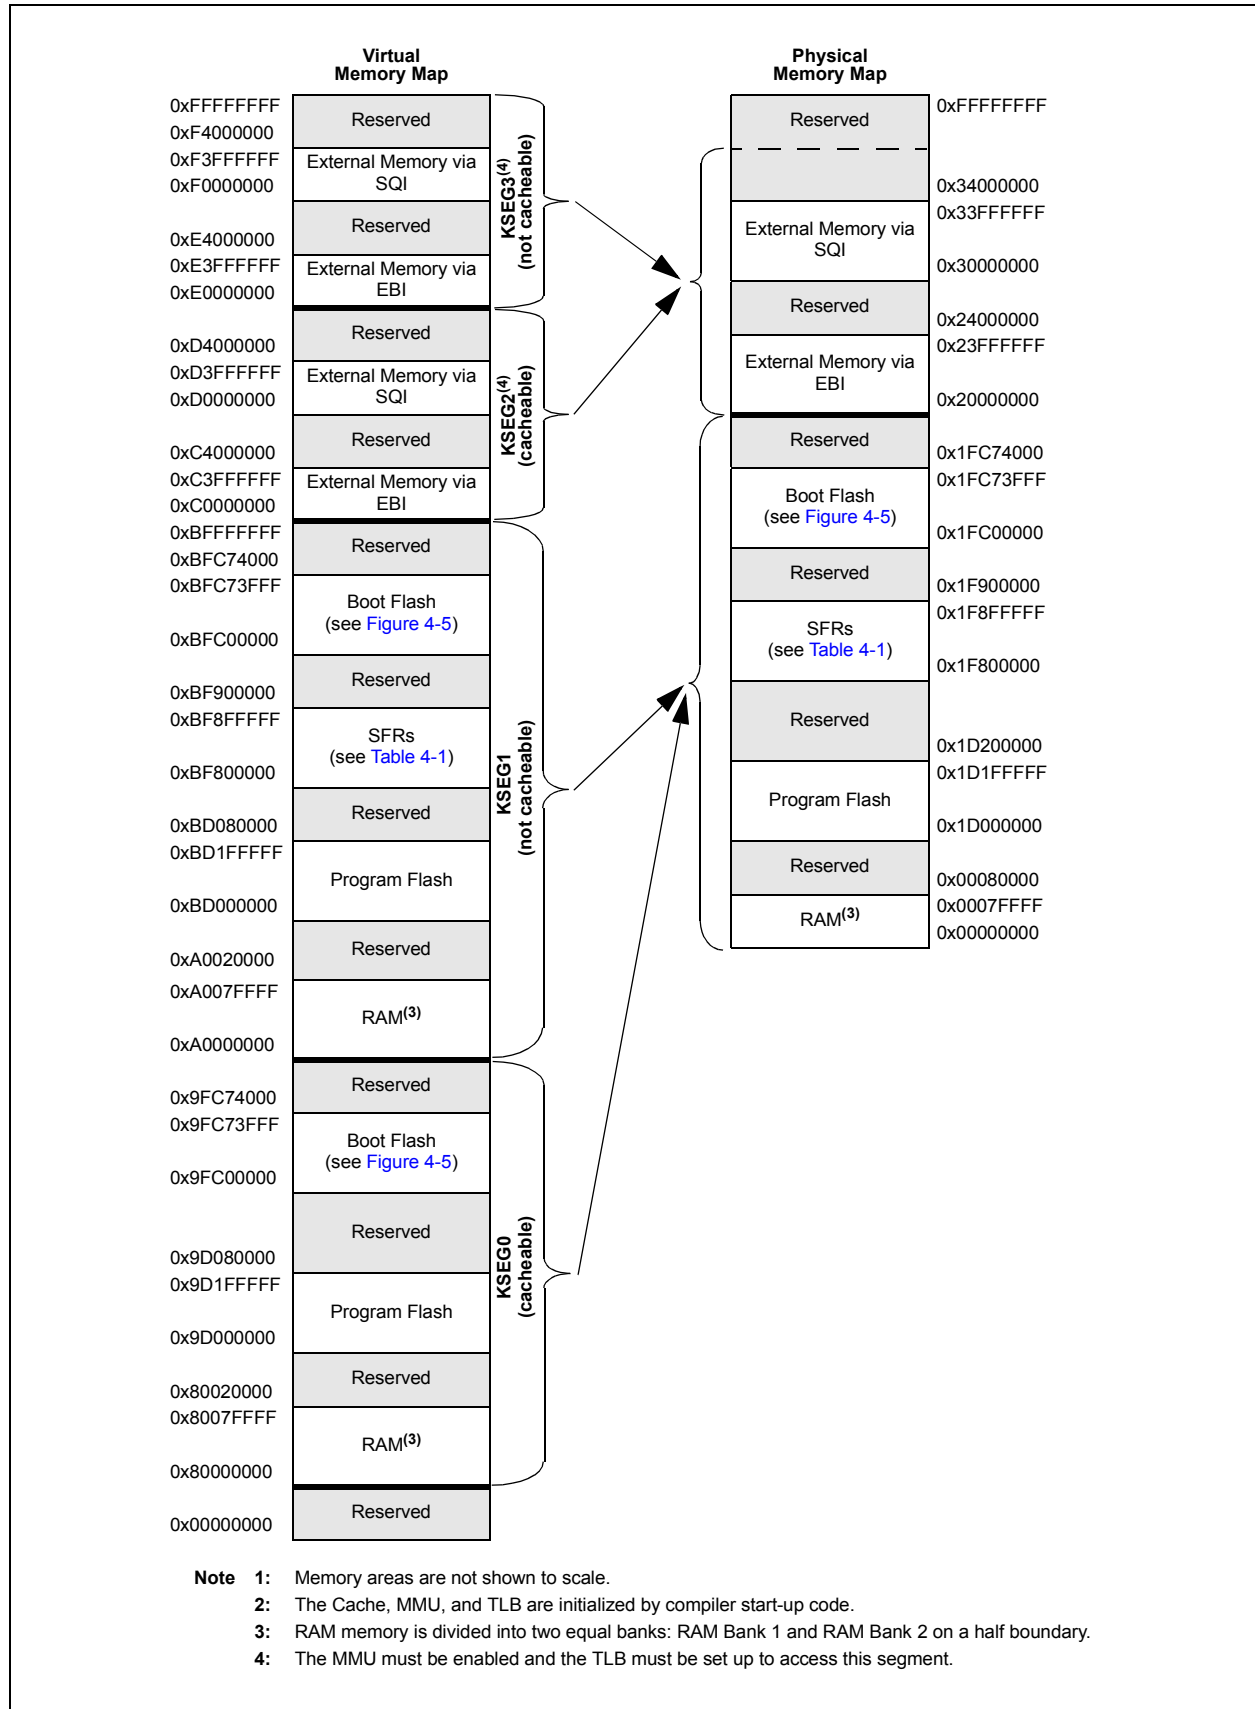 Virtual
Memory Map
0xFFFFFFFF
Reserved
0xF4000000
0xF3FFFFFF
External Memory via
SQI
0xF0000000
Reserved
0xE4000000
0xE3FFFFFF
External Memory via
EBI
0xE0000000
KSEG3(4)
(not cacheable)
Reserved
0xD4000000
0xD3FFFFFF
External Memory via
SQI
0xD0000000
Reserved
0xC4000000
0xC3FFFFFF
External Memory via
EBI
0xC0000000
KSEG2(4)
(cacheable)
0xBFFFFFFF
Reserved
0xBFC74000
0xBFC73FFF
Boot Flash
(see Figure 4-5)
0xBFC00000
Reserved
0xBF900000
0xBF8FFFFF
SFRs
(see Table 4-1)
0xBF800000
Reserved
0xBD080000
0xBD1FFFFF
Program Flash
0xBD000000
Reserved
0xA0020000
0xA007FFFF
RAM(3)
0xA0000000
KSEG1
(not cacheable)
Reserved
0x9FC74000
0x9FC73FFF
Boot Flash
(see Figure 4-5)
0x9FC00000
Reserved
0x9D080000
0x9D1FFFFF
Program Flash
0x9D000000
Reserved
0x80020000
0x8007FFFF
RAM(3)
0x80000000
KSEG0
(cacheable)
Reserved
0x00000000
Physical
Memory Map
0xFFFFFFFF
Reserved
0x34000000
0x33FFFFFF
External Memory via
SQI
0x30000000
Reserved
0x24000000
0x23FFFFFF
External Memory via
EBI
0x20000000
Reserved
0x1FC74000
0x1FC73FFF
Boot Flash
(see Figure 4-5)
0x1FC00000
Reserved
0x1F900000
0x1F8FFFFF
SFRs
(see Table 4-1)
0x1F800000
Reserved
0x1D200000
0x1D1FFFFF
Program Flash
0x1D000000
Reserved
0x00080000
0x0007FFFF
RAM(3)
0x00000000
Note 1: Memory areas are not shown to scale.
2: The Cache, MMU, and TLB are initialized by compiler start-up code.
3: RAM memory is divided into two equal banks: RAM Bank 1 and RAM Bank 2 on a half boundary.
4: The MMU must be enabled and the TLB must be set up to access this segment.